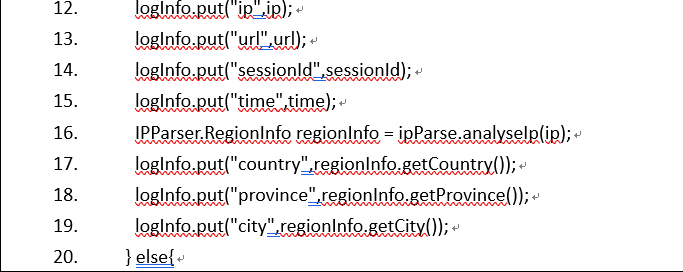 12. logInfo.put("ip",ip);
13. logInfo.put("url",url);
14. logInfo.put("sessionId",sessionId);
15. logInfo.put("time",time);
16. IPParser.RegionInfo regionInfo = ipParse.analyseIp(ip);
17. logInfo.put("country",regionInfo.getCountry());
18. logInfo.put("province",regionInfo.getProvince());
19. logInfo.put("city",regionInfo.getCity());
20. } else{